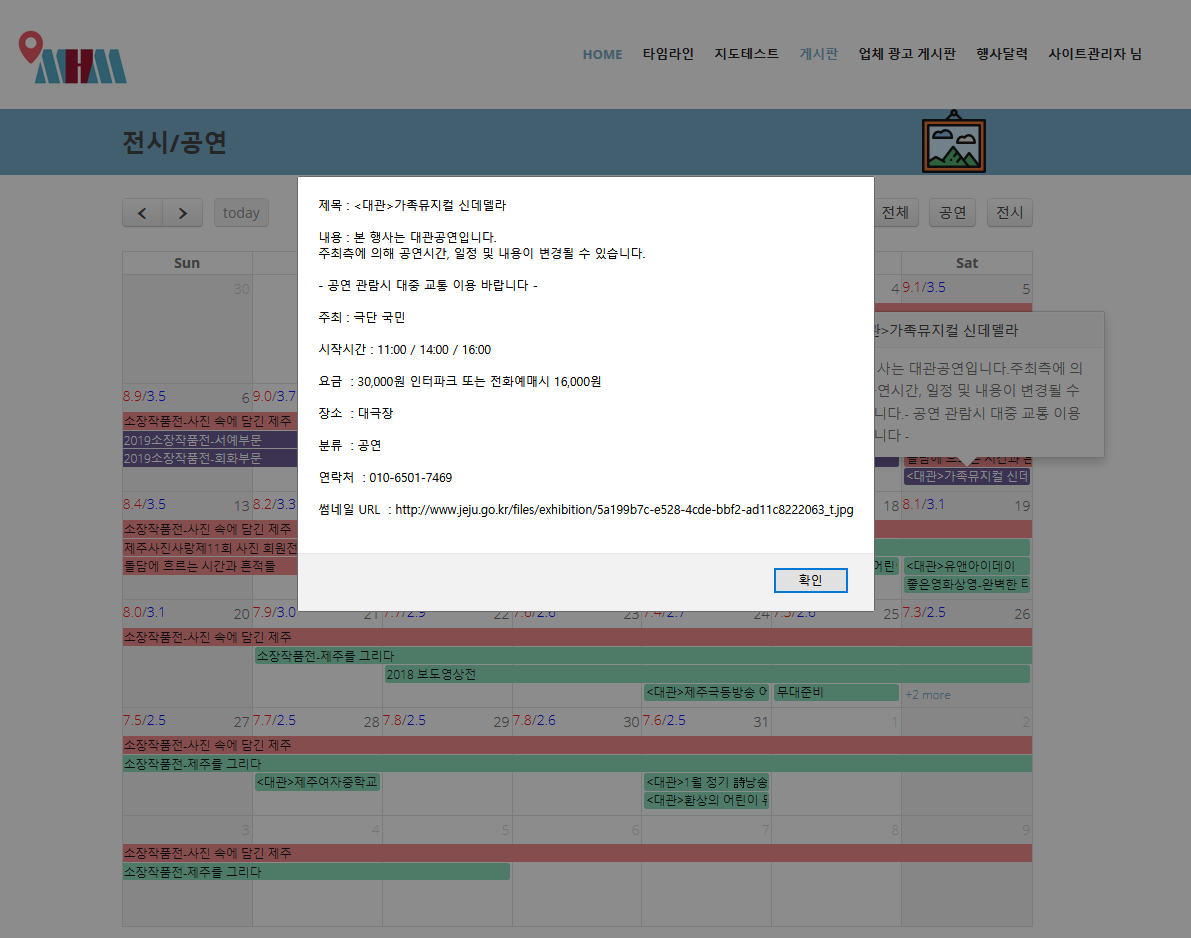 MHM
HOME 타임라인 지도테스트 게시판 업체 광고 게시판 행사달력 사이트관리자 님
전시/공연
today
전체 공연 전시
제목 : <대관>가족뮤지컬 신데델라
내용 : 본 행사는 대관공연입니다.
주최측에 의해 공연시간, 일정 및 내용이 변경될 수 있습니다.
- 공연 관람시 대중 교통 이용 바랍니다 -
주최 : 극단 국민
시작시간 : 11:00 / 14:00 / 16:00
요금 : 30,000원 인터파크 또는 전화예매시 16,000원
장소 : 대극장
분류 : 공연
연락처 : 010-6501-7469
썸네일 URL : http://www.jeju.go.kr/files/exhibition/5a199b7c-e528-4cde-bbf2-ad11c8222063_t.jpg
확인
Sun Sat
30 4 9.1/3.5 5
>가족뮤지컬 신데델라
사는 대관공연입니다.주최측에 의
연시간, 일정 및 내용이 변경될 수
니다.- 공연 관람시 대중 교통 이용
니다 -
8.9/3.5 6 9.0/3.7
소장작품전-사진 속에 담긴 제주
2019소장작품전-서예부문
2019소장작품전-회화부문
<대관>가족뮤지컬 신데
8.4/3.5 13 8.2/3.3 18 8.1/3.1 19
소장작품전-사진 속에 담긴 제주
제주사진사랑제11회 사진 회원전
돌담에 흐르는 시간과 흔적들 어린 <대관>유앤아이데이
좋은영화상영-완벽한 타
8.0/3.1 20 7.9/3.0 21 7.7/2.9 22 7.0/2.6 23 7.4/2.7 24 7.3/2.6 25 7.3/2.5 26
소장작품전-사진 속에 담긴 제주
소장작품전-제주를 그리다
2018 보도영상전
<대관>제주극동방송 어 무대준비 +2 more
7.5/2.5 27 7.7/2.5 28 7.8/2.5 29 7.8/2.6 30 7.6/2.5 31 1 2
소장작품전-사진 속에 담긴 제주
소장작품전-제주를 그리다
<대관>제주여자중학교 <대관>1월 정기 詩낭송
<대관>환상의 어린이 뮤
3 4 5 6 7 8 9
소장작품전-사진 속에 담긴 제주
소장작품전-제주를 그리다